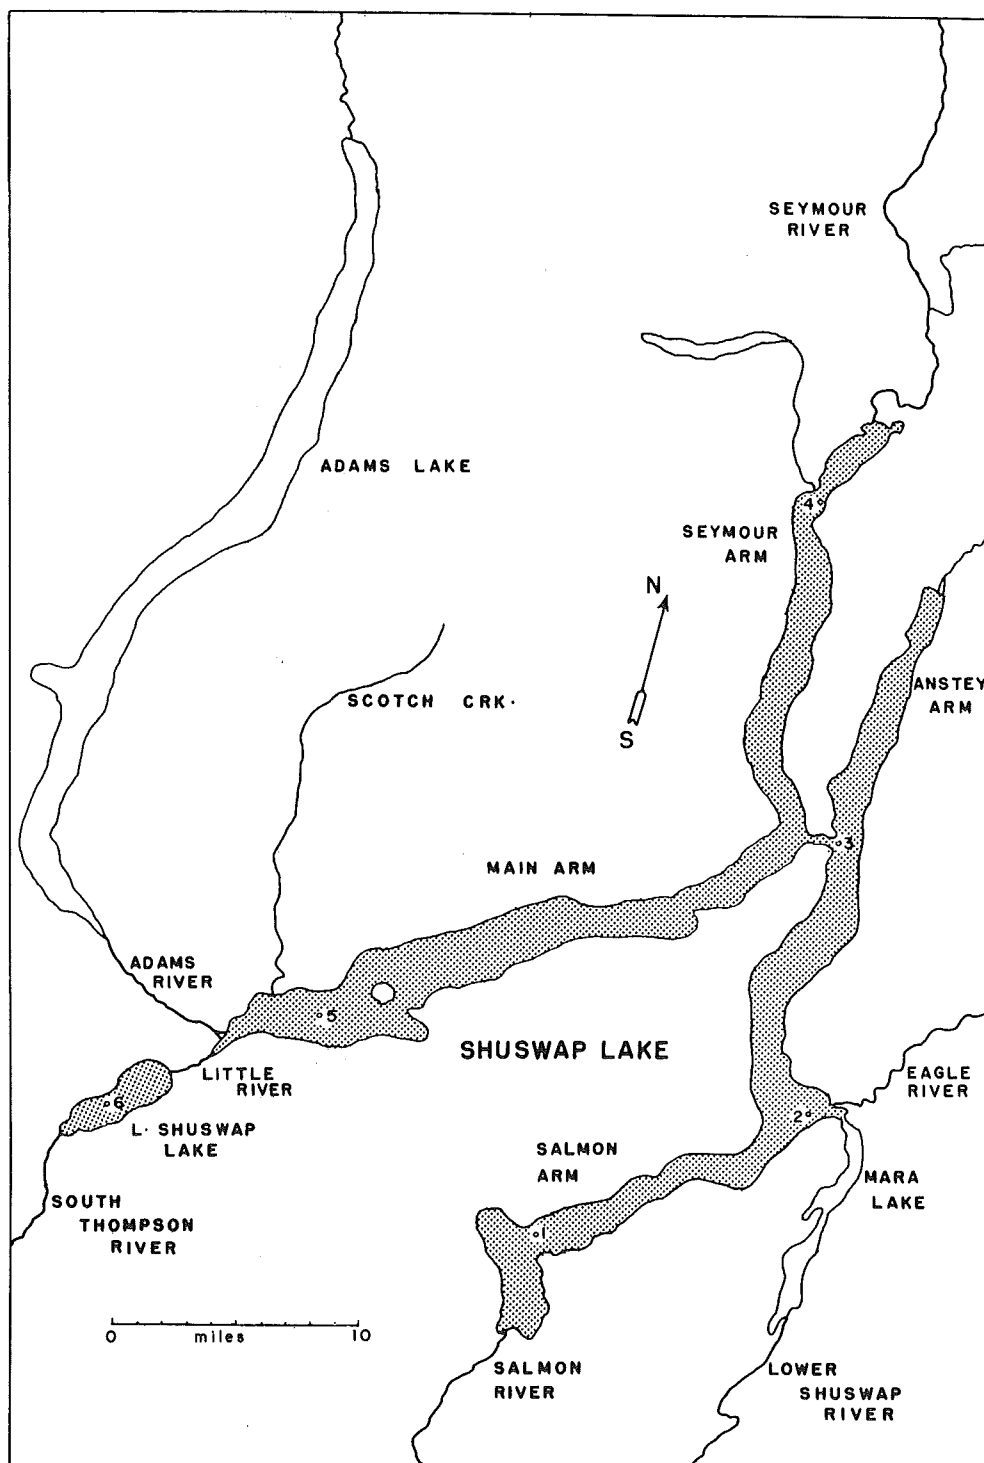 SEYMOUR
RIVER
ADAMS LAKE
4
SEYMOUR
ARM
N
S
SCOTCH CRK.
ANSTEY
ARM
3
MAIN ARM
ADAMS
RIVER
5
SHUSWAP LAKE
LITTLE
RIVER
EAGLE
RIVER
6
2
L. SHUSWAP
LAKE
SALMON
ARM
MARA
LAKE
SOUTH
THOMPSON
RIVER
1
0 miles 10
SALMON
RIVER
LOWER
SHUSWAP
RIVER